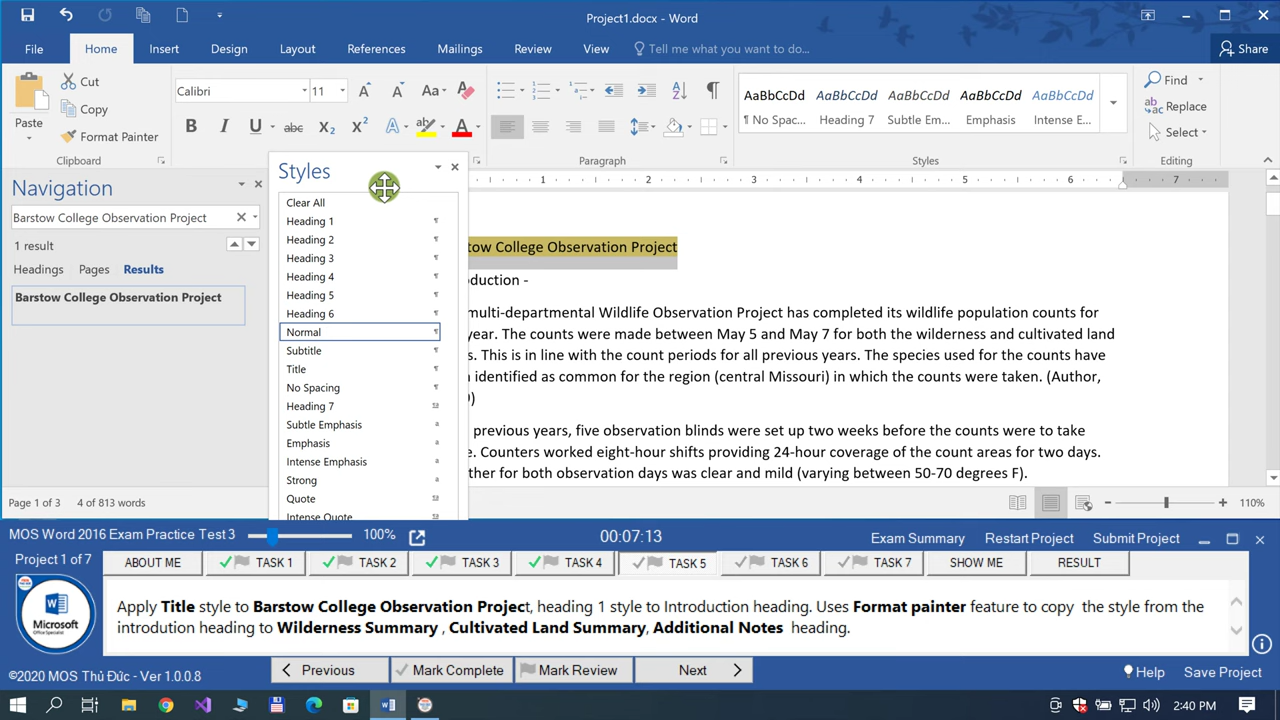 Project1.docx - Word
File Home Insert Design Layout References Mailings Review View Tell me what you want to do... Share
Paste
Cut
Copy
Format Painter
Clipboard
Calibri 11
Aa
B I U abc X₂ X² A ab A
Paragraph
AaBbCcDd AaBbCcDd AaBbCcDd AaBbCcDd AaBbCcDd
¶ No Spac... Heading 7 Subtle Em... Emphasis Intense E...
Styles
Find
Replace
Select
Editing
Navigation
Barstow College Observation Project
1 result
Headings Pages Results
Barstow College Observation Project
Styles
Clear All
Heading 1
Heading 2
Heading 3
Heading 4
Heading 5
Heading 6
Normal
Subtitle
Title
No Spacing
Heading 7
Subtle Emphasis
Emphasis
Intense Emphasis
Strong
Quote
Intense Quote
1 2 3 4 5 6 7
tow College Observation Project
oduction -
multi-departmental Wildlife Observation Project has completed its wildlife population counts for
year. The counts were made between May 5 and May 7 for both the wilderness and cultivated land
s. This is in line with the count periods for all previous years. The species used for the counts have
identified as common for the region (central Missouri) in which the counts were taken. (Author,
)
previous years, five observation blinds were set up two weeks before the counts were to take
e. Counters worked eight-hour shifts providing 24-hour coverage of the count areas for two days.
ther for both observation days was clear and mild (varying between 50-70 degrees F).
Page 1 of 3 4 of 813 words
110%
MOS Word 2016 Exam Practice Test 3 100% 00:07:13 Exam Summary Restart Project Submit Project
Project 1 of 7 ABOUT ME TASK 1 TASK 2 TASK 3 TASK 4 TASK 5 TASK 6 TASK 7 SHOW ME RESULT
Microsoft
Office Specialist
Apply Title style to Barstow College Observation Project, heading 1 style to Introduction heading. Uses Format painter feature to copy the style from the
introdution heading to Wilderness Summary , Cultivated Land Summary, Additional Notes heading.
©2020 MOS Thủ Đức - Ver 1.0.0.8
Previous Mark Complete Mark Review Next
Help Save Project
2:40 PM